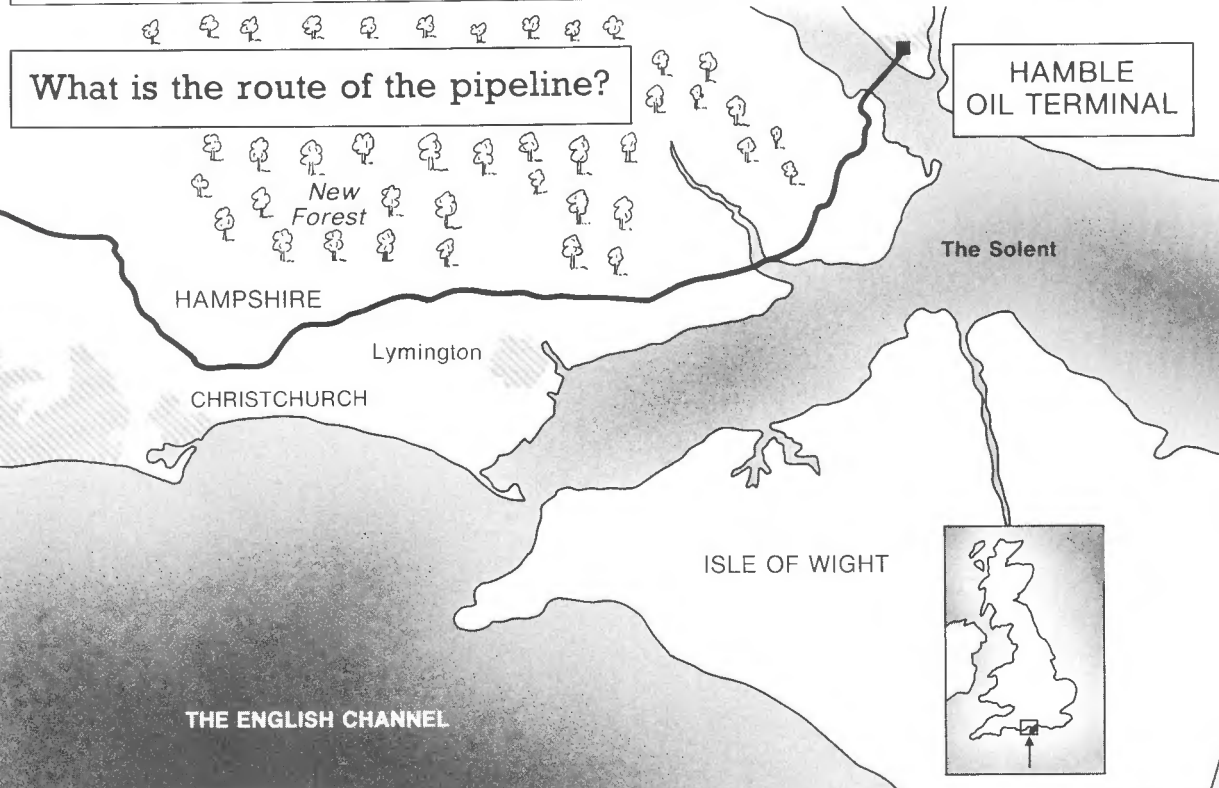 What is the route of the pipeline?
HAMBLE
OIL TERMINAL
New
Forest
The Solent
HAMPSHIRE
Lymington
CHRISTCHURCH
ISLE OF WIGHT
THE ENGLISH CHANNEL